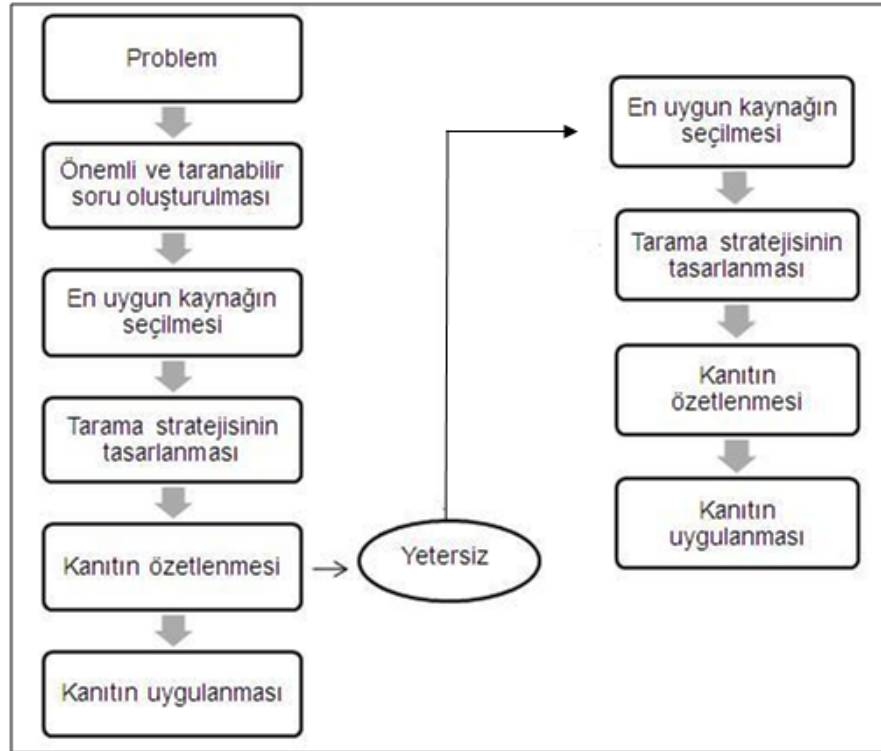 Problem
Önemli ve taranabilir
soru oluşturulması
En uygun kaynağın
seçilmesi
Tarama stratejisinin
tasarlanması
Kanıtın özetlenmesi
Kanıtın uygulanması
Yetersiz
En uygun kaynağın
seçilmesi
Tarama stratejisinin
tasarlanması
Kanıtın
özetlenmesi
Kanıtın
uygulanması